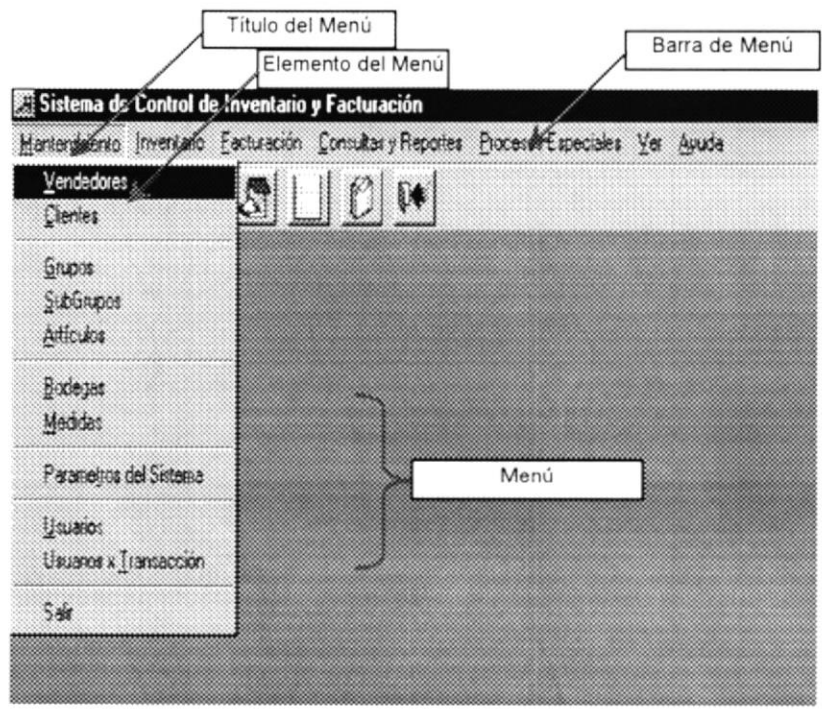 Título del Menú
Elemento del Menú
Barra de Menú
Sistema de Control de Inventario y Facturación
Mantenimiento Inventario Facturación Consultas y Reportes Procesos Especiales Ver Ayuda
Vendedores
Clientes
Grupos
SubGrupos
Artículos
Bodegas
Medidas
Parametros del Sistema
Menú
Usuarios
Usuarios x Transacción
Salir